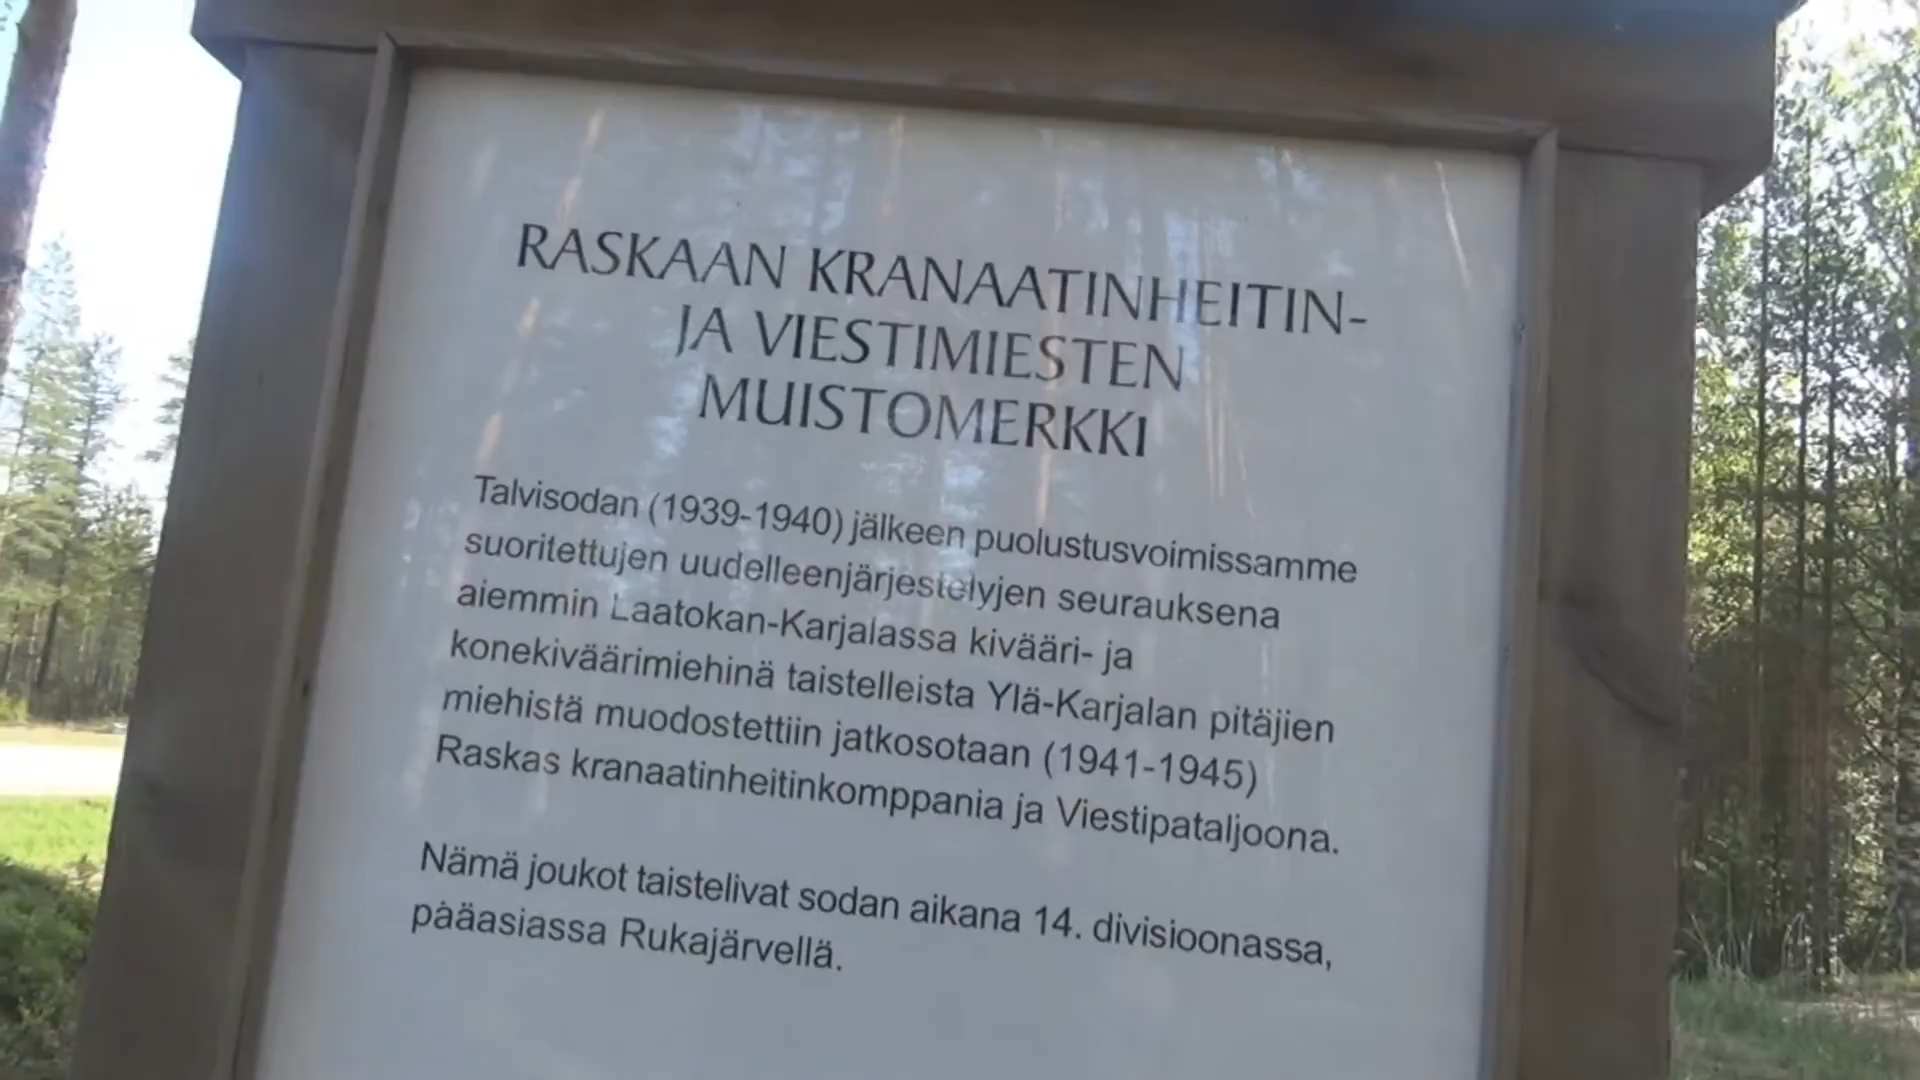 RASKAAN KRANAATINHEITIN-
JA VIESTIMIESTEN
MUISTOMERKKI
Talvisodan (1939-1940) jälkeen puolustusvoimissamme
suoritettujen uudelleenjärjestelyjen seurauksena
aiemmin Laatokan-Karjalassa kivääri- ja
konekiväärimiehinä taistelleista Ylä-Karjalan pitäjien
miehistä muodostettiin jatkosotaan (1941-1945)
Raskas kranaatinheitinkomppania ja Viestipataljoona.
Nämä joukot taistelivat sodan aikana 14. divisioonassa,
pääasiassa Rukajärvellä.